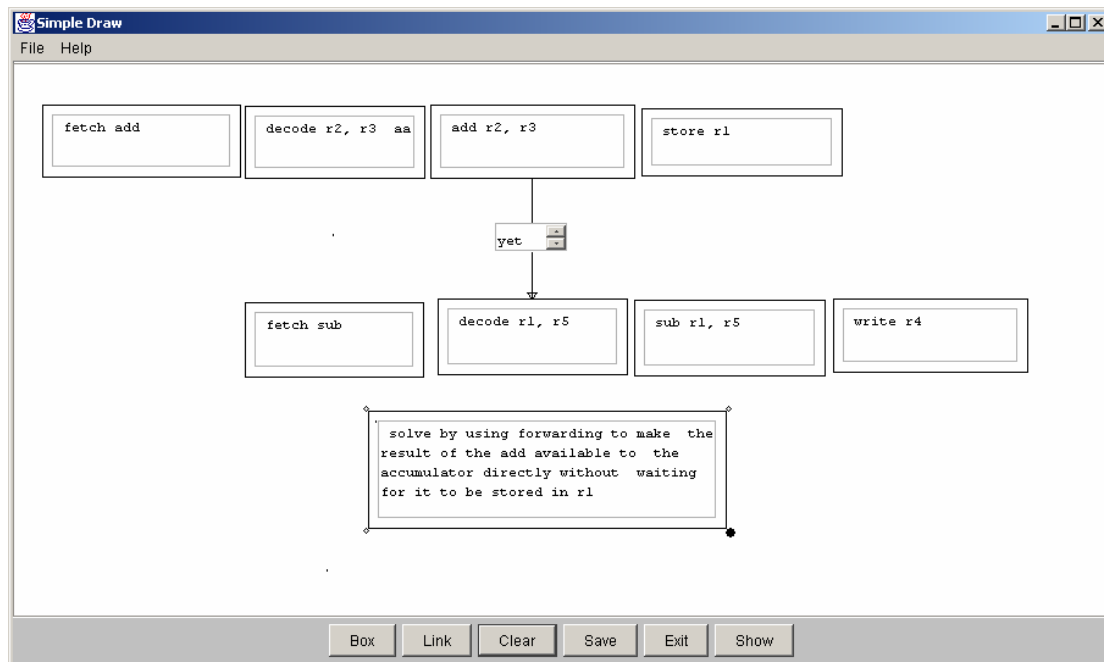 Simple Draw
File Help
fetch add
decode r2, r3 aa
add r2, r3
store r1
yet
fetch sub
decode r1, r5
sub r1, r5
write r4
solve by using forwarding to make the
result of the add available to the
accumulator directly without waiting
for it to be stored in r1
Box Link Clear Save Exit Show